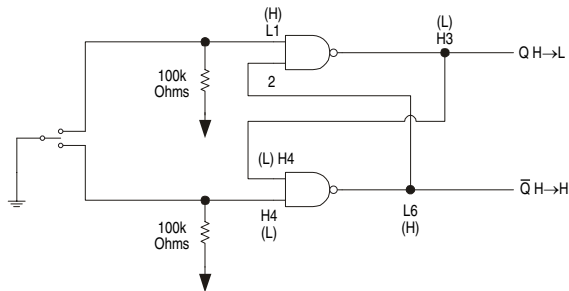 (H)
L1
(L)
H3
Q H→L
100k
Ohms
2
(L) H4
H4
(L)
L6
(H)
Q̅ H→H
100k
Ohms